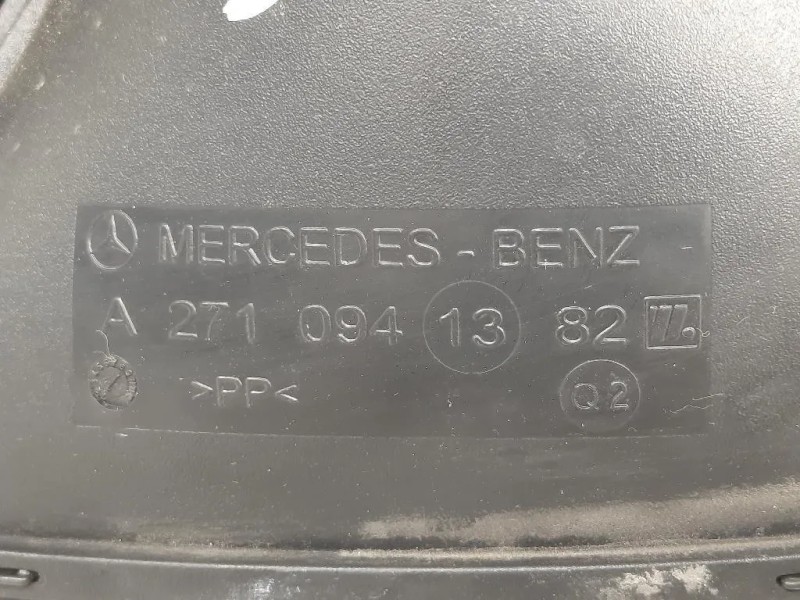 MERCEDES - BENZ
A 271 094 13 82
>PP< Q2